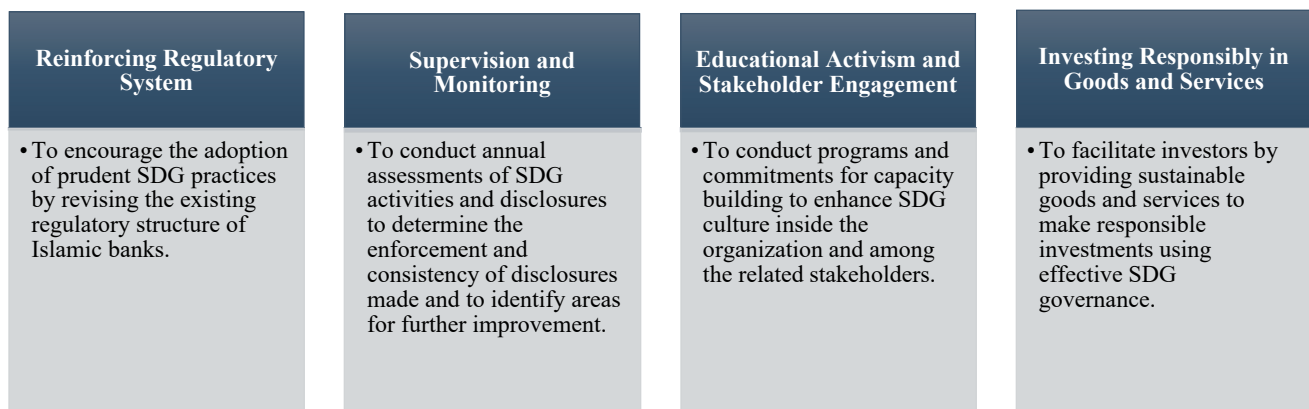 Reinforcing Regulatory
System
• To encourage the adoption
of prudent SDG practices
by revising the existing
regulatory structure of
Islamic banks.
Supervision and
Monitoring
• To conduct annual
assessments of SDG
activities and disclosures
to determine the
enforcement and
consistency of disclosures
made and to identify areas
for further improvement.
Educational Activism and
Stakeholder Engagement
• To conduct programs and
commitments for capacity
building to enhance SDG
culture inside the
organization and among
the related stakeholders.
Investing Responsibly in
Goods and Services
• To facilitate investors by
providing sustainable
goods and services to
make responsible
investments using
effective SDG
governance.